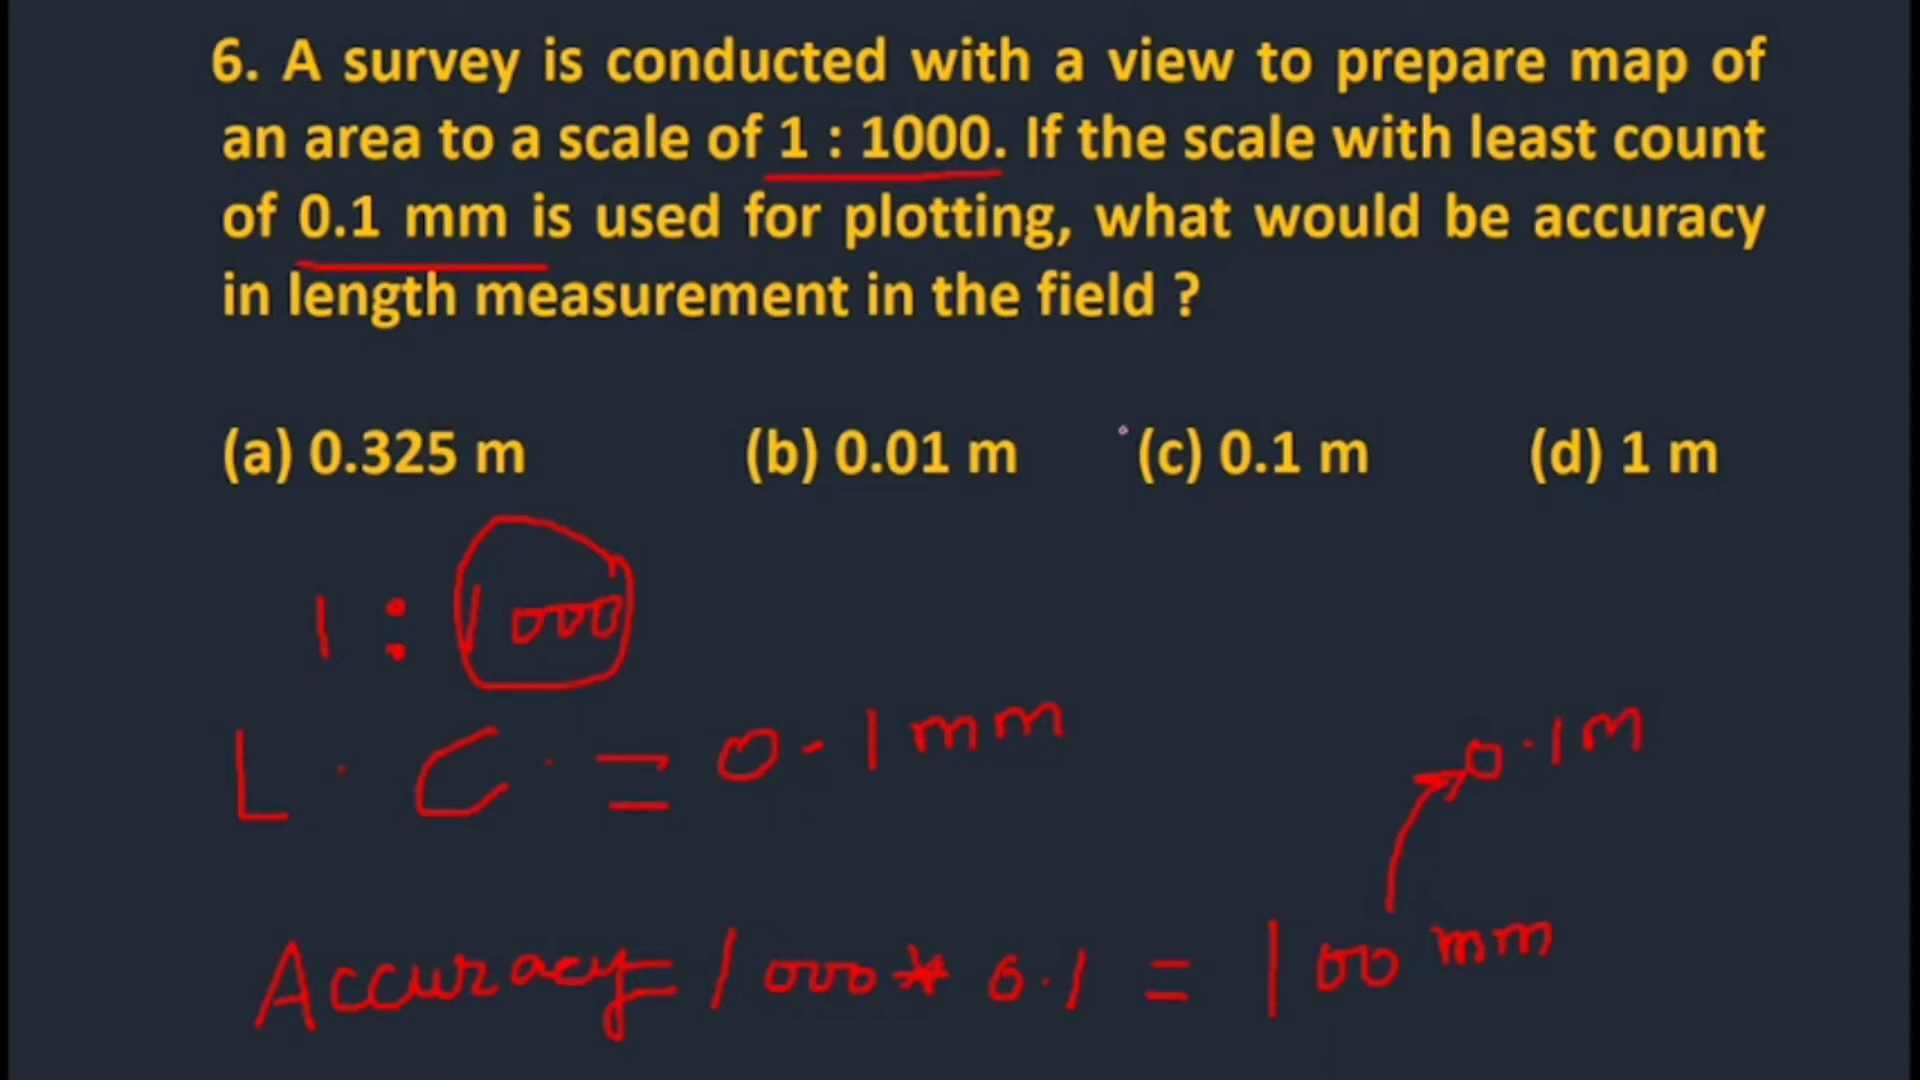 6. A survey is conducted with a view to prepare map of
an area to a scale of 1 : 1000. If the scale with least count
of 0.1 mm is used for plotting, what would be accuracy
in length measurement in the field ?
(a) 0.325 m (b) 0.01 m (c) 0.1 m (d) 1 m
1 : 1000
L. C. = 0.1 mm
0.1 M
Accuracy = 1000 * 0.1 = 100 mm